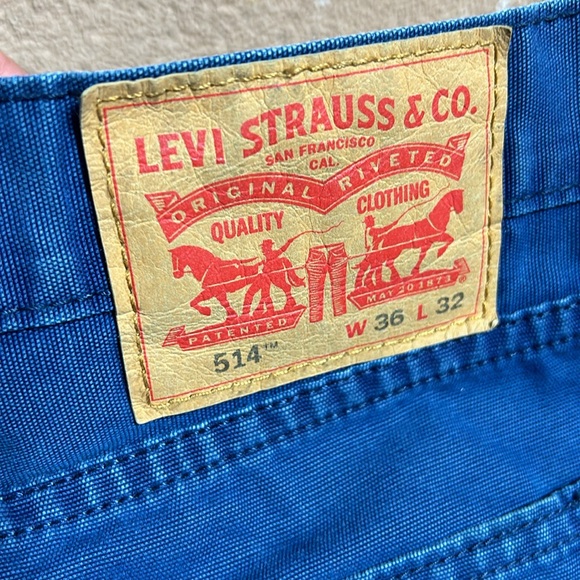 LEVI STRAUSS & CO.
SAN FRANCISCO
CAL.
ORIGINAL RIVETED
QUALITY CLOTHING
PATENTED MAY 20 1873
514™ W 36 L 32